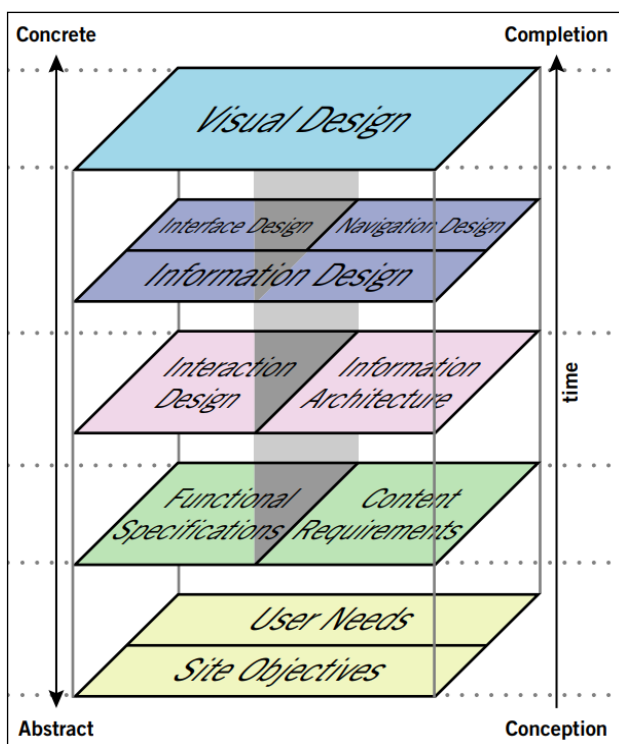 Concrete
Completion
Visual Design
Interface Design
Navigation Design
Information Design
Interaction
Design
Information
Architecture
time
Functional
Specifications
Content
Requirements
User Needs
Site Objectives
Abstract
Conception